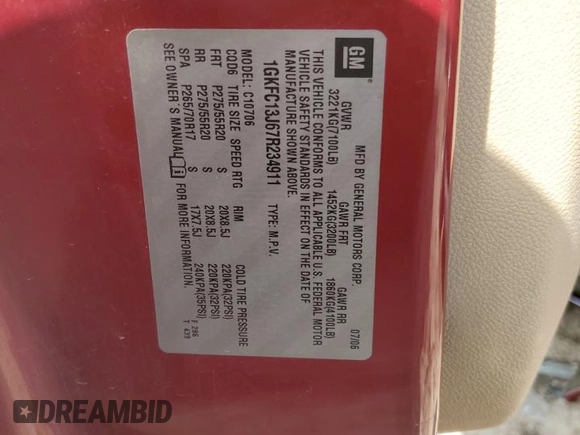 GM
MFD BY GENERAL MOTORS CORP. 07/06
GVWR GAWR FRT GAWR RR
3221KG(7100LB) 1452KG(3200LB) 1860KG(4100LB)
THIS VEHICLE CONFORMS TO ALL APPLICABLE U.S. FEDERAL MOTOR
VEHICLE SAFETY STANDARDS IN EFFECT ON THE DATE OF
MANUFACTURE SHOWN ABOVE.
1GKFC13J67R234911 TYPE: M.P.V.
MODEL: C10706
CQD6 TIRE SIZE SPEED RTG RIM COLD TIRE PRESSURE
FRT P275/55R20 S 20X8.5J 220KPA(32PSI)
RR P275/55R20 S 20X8.5J 220KPA(32PSI)
SPA P265/70R17 S 17X7.5J 240KPA(35PSI)
SEE OWNER'S MANUAL FOR MORE INFORMATION.
F 286
T 439
DREAMBID